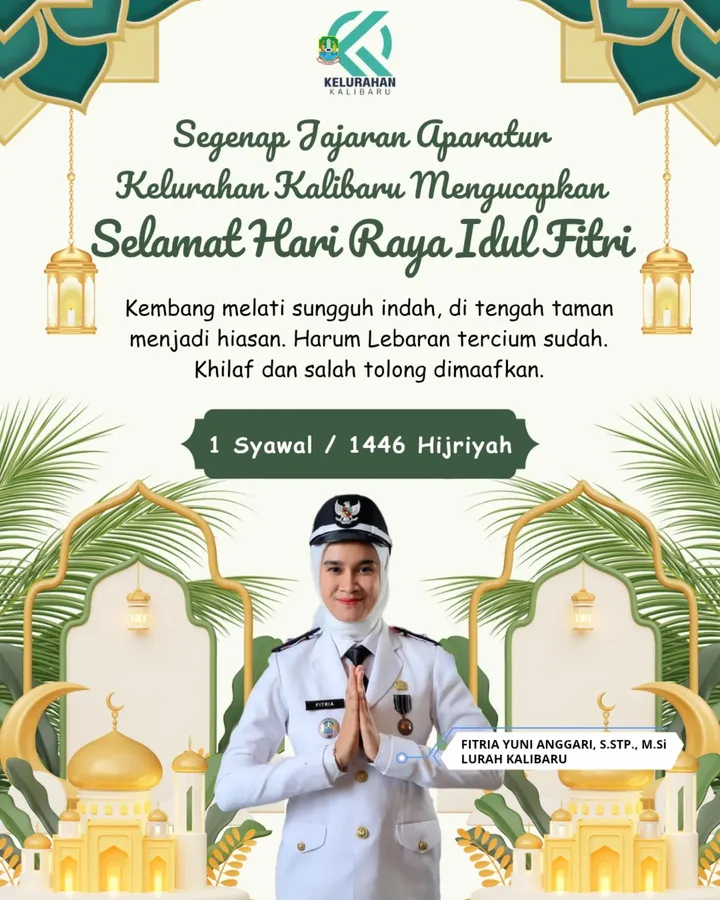 KELURAHAN
KALIBARU
Segenap Jajaran Aparatur
Kelurahan Kalibaru Mengucapkan
Selamat Hari Raya Idul Fitri
Kembang melati sungguh indah, di tengah taman
menjadi hiasan. Harum Lebaran tercium sudah.
Khilaf dan salah tolong dimaafkan.
1 Syawal / 1446 Hijriyah
FITRIA
FITRIA YUNI ANGGARI, S.STP., M.Si
LURAH KALIBARU